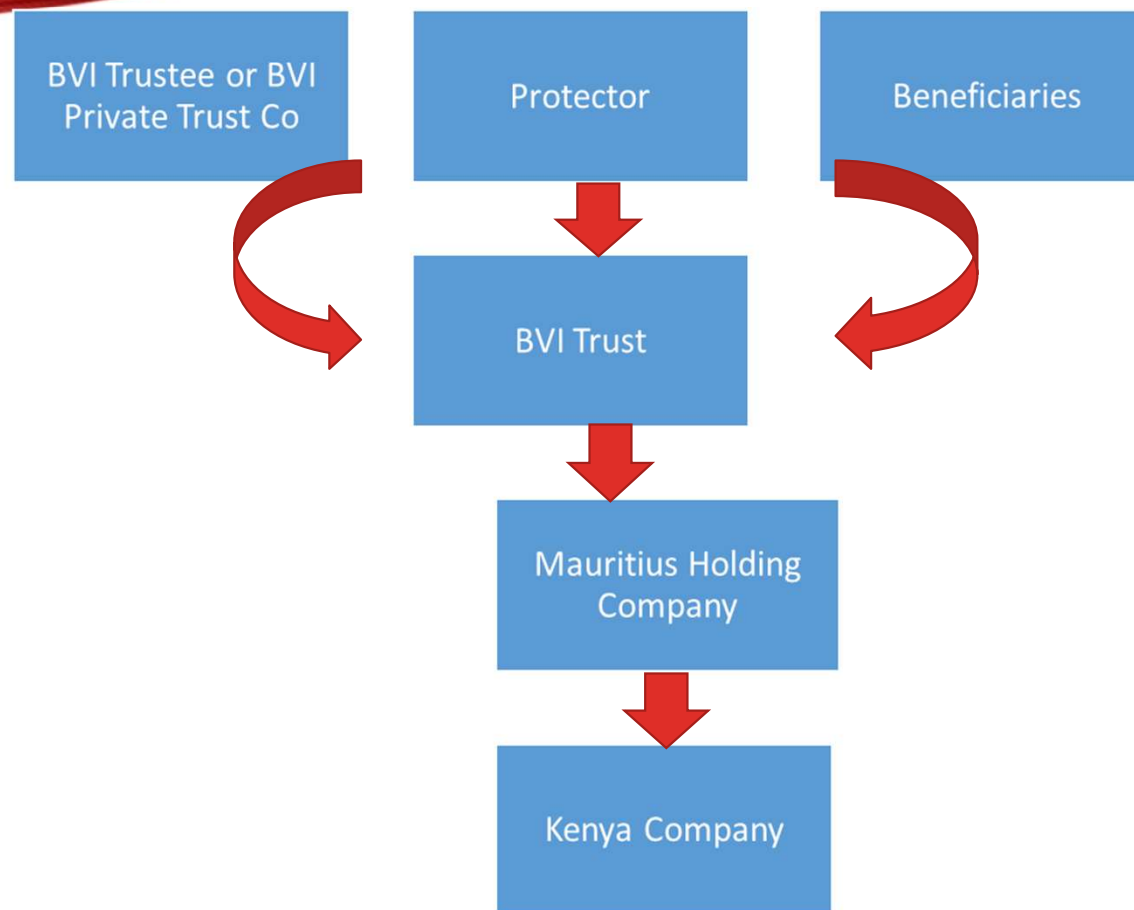 BVI Trustee or BVI
Private Trust Co
Protector
Beneficiaries
BVI Trust
Mauritius Holding
Company
Kenya Company